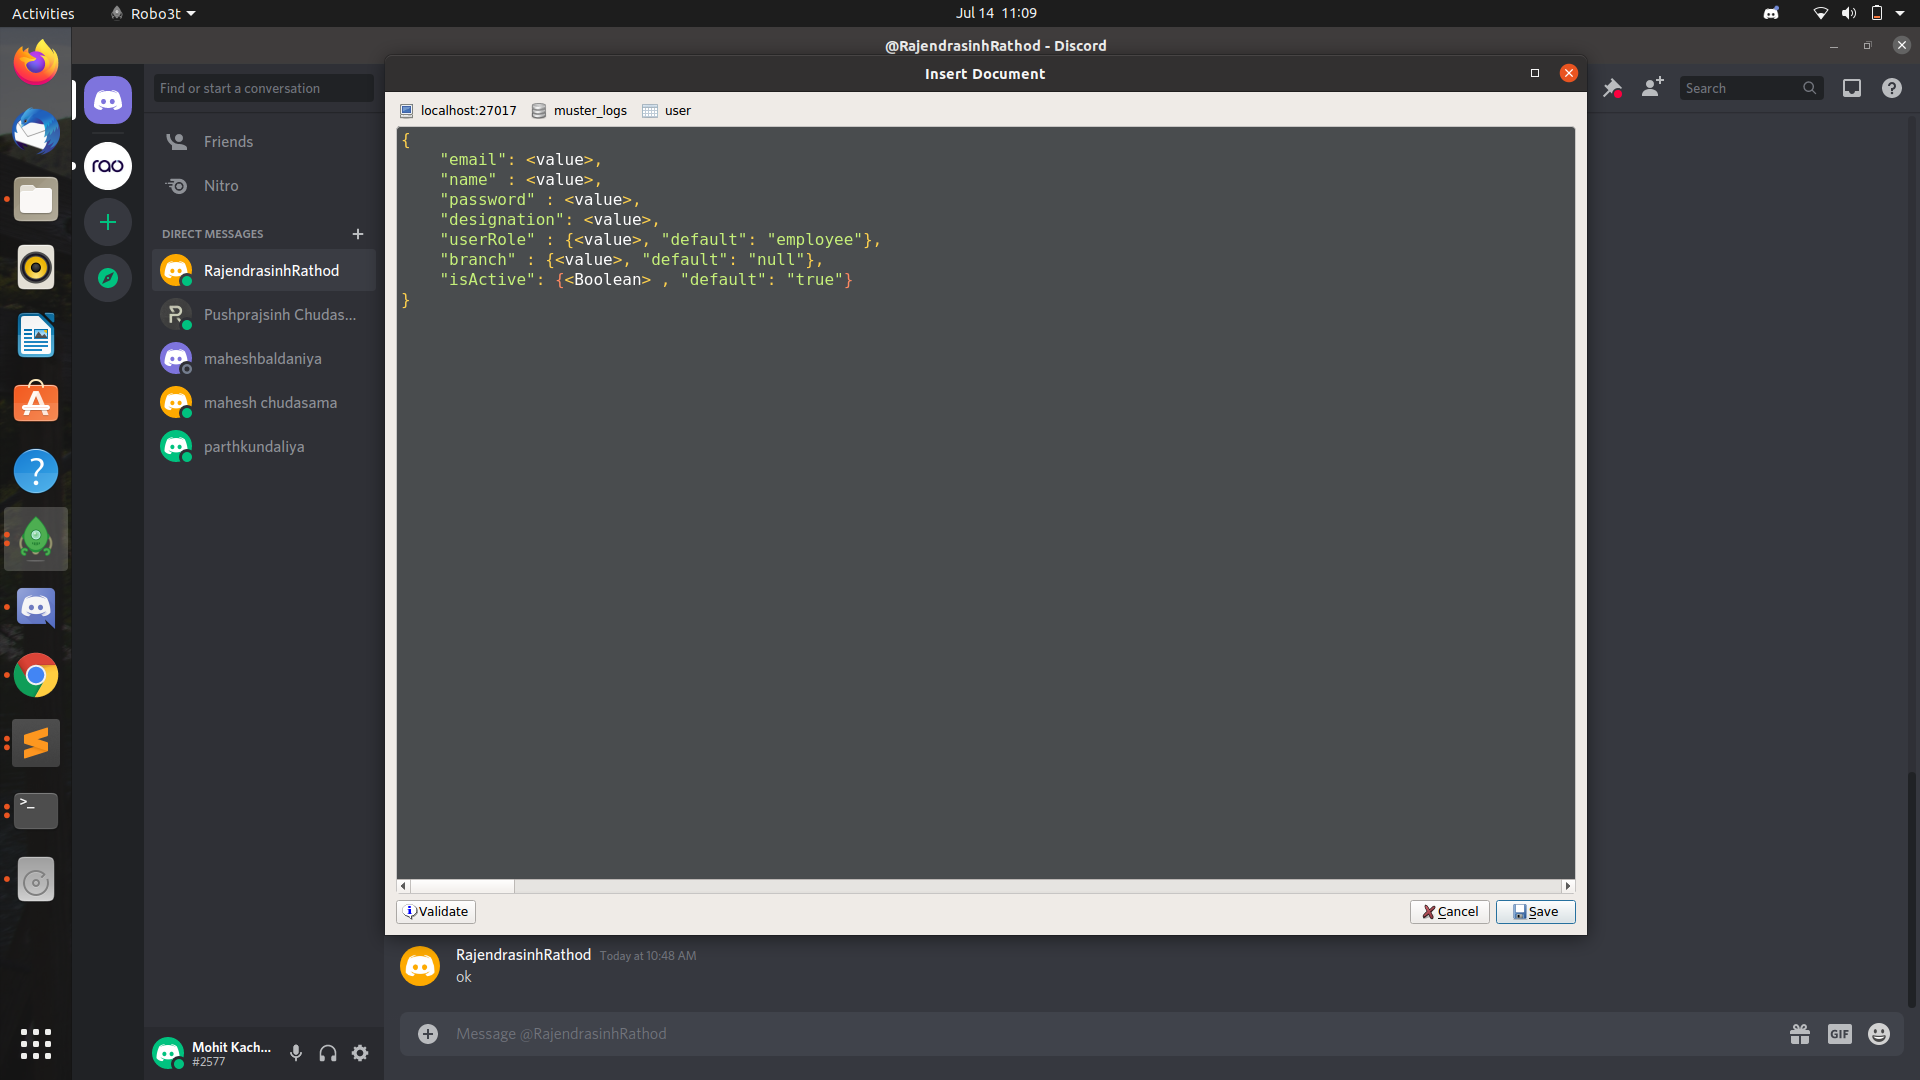 Activities
Robo3t
Jul 14 11:09
@RajendrasinhRathod - Discord
Insert Document
Find or start a conversation
Search
localhost:27017 muster_logs user
rao
Friends
Nitro
DIRECT MESSAGES
RajendrasinhRathod
Pushprajsinh Chudas...
maheshbaldaniya
mahesh chudasama
parthkundaliya
{
"email": <value>,
"name" : <value>,
"password" : <value>,
"designation": <value>,
"userRole" : {<value>, "default": "employee"},
"branch" : {<value>, "default": "null"},
"isActive": {<Boolean> , "default": "true"}
}
Validate
Cancel
Save
RajendrasinhRathod Today at 10:48 AM
ok
Message @RajendrasinhRathod
GIF
Mohit Kach...
#2577